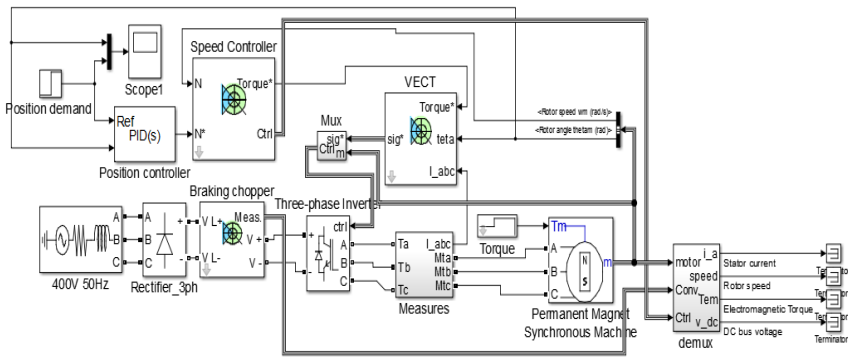 Speed Controller
N
Torque*
N*
Ctrl
Scope1
Position demand
Ref
PID(s)
Position controller
VECT
Torque*
sig*
teta
I_abc
Mux
sig*
Ctrl
m
<Rotor speed wm (rad/s)>
<Rotor angle thetam (rad)>
Braking chopper
V L+
Meas.
V +
V L-
V -
Three-phase Inverter
ctrl
+
-
A
B
C
A
B
C
400V 50Hz
A
B
C
+
-
Rectifier_3ph
Ta
Tb
Tc
I_abc
Mta
Mtb
Mtc
Measures
Torque
Tm
A
B
C
N
S
m
Permanent Magnet
Synchronous Machine
motor
Conv
Ctrl
i_a
speed
Tem
v_dc
demux
Stator current
Rotor speed
Electromagnetic Torque
DC bus voltage
Terminator